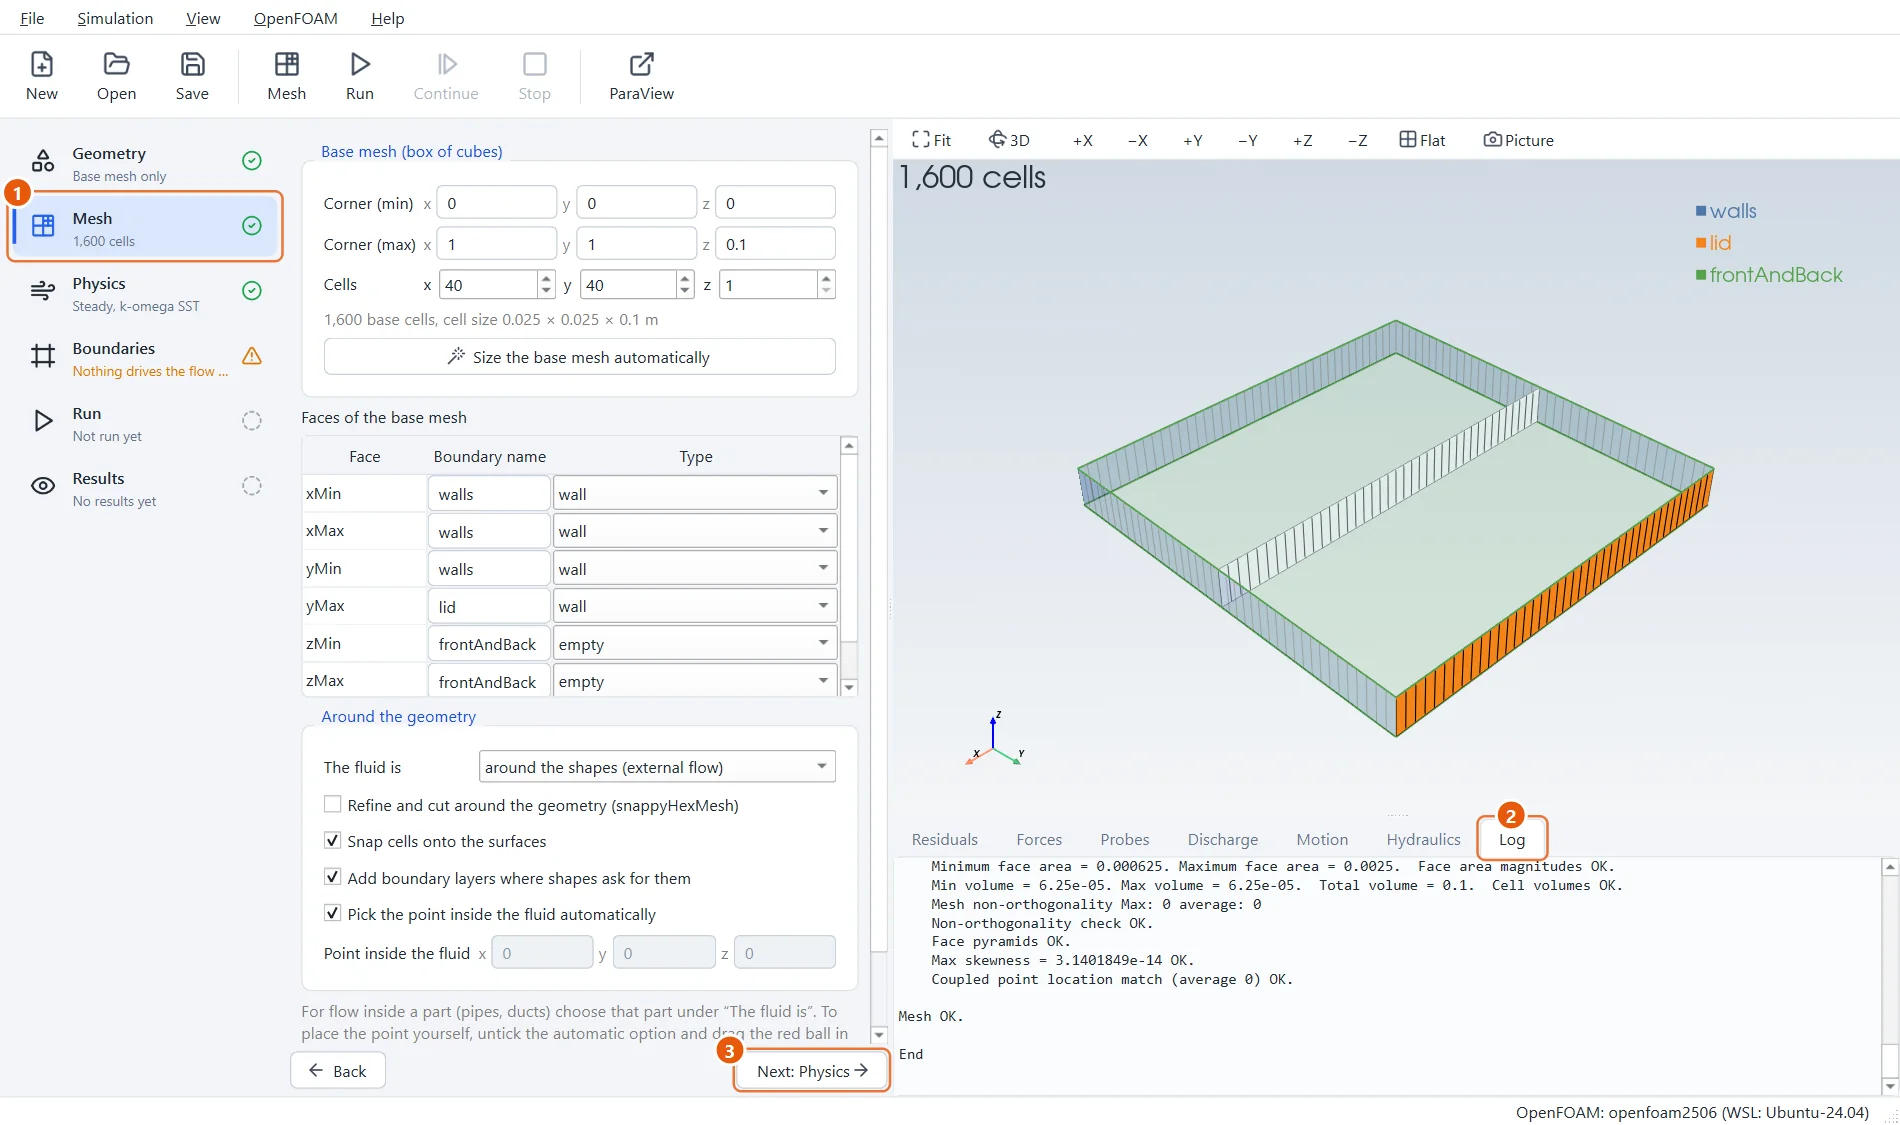 File Simulation View OpenFOAM Help
New Open Save Mesh Run Continue Stop ParaView
Geometry
Base mesh only
1
Mesh
1,600 cells
Physics
Steady, k-omega SST
Boundaries
Nothing drives the flow ...
Run
Not run yet
Results
No results yet
Base mesh (box of cubes)
Corner (min) x 0 y 0 z 0
Corner (max) x 1 y 1 z 0.1
Cells x 40 y 40 z 1
1,600 base cells, cell size 0.025 × 0.025 × 0.1 m
Size the base mesh automatically
Faces of the base mesh
Face Boundary name Type
xMin walls wall
xMax walls wall
yMin walls wall
yMax lid wall
zMin frontAndBack empty
zMax frontAndBack empty
Around the geometry
The fluid is around the shapes (external flow)
Refine and cut around the geometry (snappyHexMesh)
Snap cells onto the surfaces
Add boundary layers where shapes ask for them
Pick the point inside the fluid automatically
Point inside the fluid x 0 y 0 z 0
For flow inside a part (pipes, ducts) choose that part under “The fluid is”. To
place the point yourself, untick the automatic option and drag the red ball in
3
Back Next: Physics
Fit 3D +X −X +Y −Y +Z −Z Flat Picture
1,600 cells
walls
lid
frontAndBack
Z
X Y
2
Residuals Forces Probes Discharge Motion Hydraulics Log
Minimum face area = 0.000625. Maximum face area = 0.0025.  Face area magnitudes OK.
Min volume = 6.25e-05. Max volume = 6.25e-05.  Total volume = 0.1.  Cell volumes OK.
Mesh non-orthogonality Max: 0 average: 0
Non-orthogonality check OK.
Face pyramids OK.
Max skewness = 3.1401849e-14 OK.
Coupled point location match (average 0) OK.
Mesh OK.
End
OpenFOAM: openfoam2506 (WSL: Ubuntu-24.04)